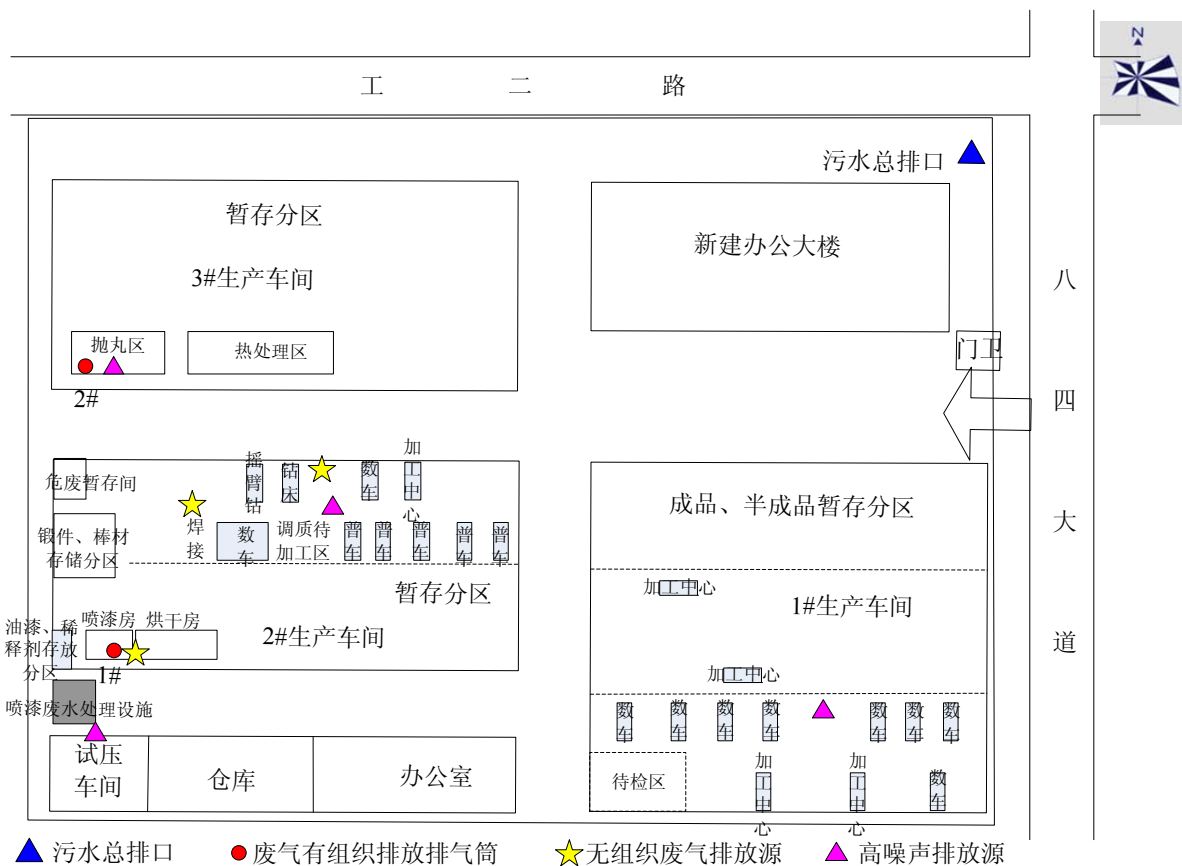 N
工二路
污水总排口
暂存分区
新建办公大楼
3#生产车间
八四大道
抛丸区
热处理区
门卫
2#
摇臂钻
钻床
数车
加工中心
危废暂存间
焊接
数车
调质待
加工区
普车
普车
普车
普车
普车
锻件、棒材
存储分区
成品、半成品暂存分区
暂存分区
加工中心
1#生产车间
油漆、稀
释剂存放
分区
喷漆房
烘干房
2#生产车间
1#
加工中心
喷漆废水处理设施
数车
数车
数车
数车
数车
数车
数车
试压
车间
仓库
办公室
待检区
加工中心
加工中心
数车
污水总排口
废气有组织排放排气筒
无组织废气排放源
高噪声排放源